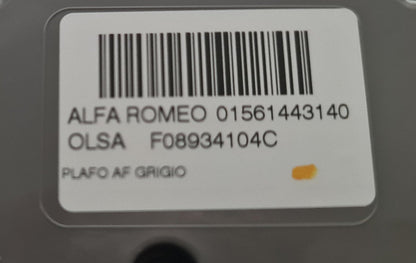 ALFA ROMEO 01561443140
OLSA F08934104C
PLAFO AF GRIGIO